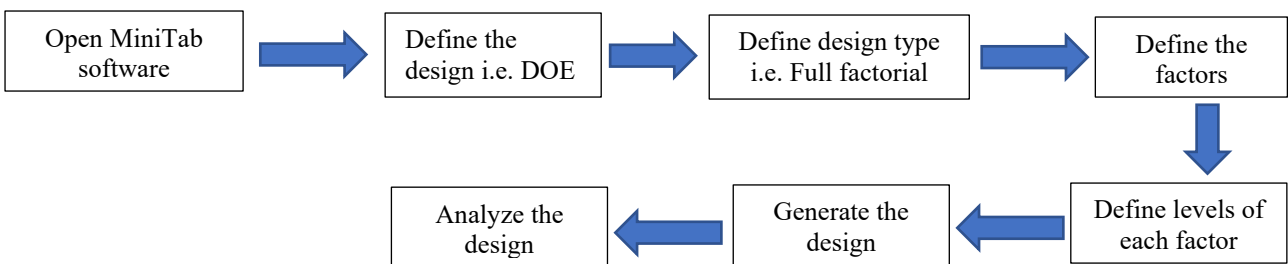 Open MiniTab
software
Define the
design i.e. DOE
Define design type
i.e. Full factorial
Define the
factors
Define levels of
each factor
Generate the
design
Analyze the
design